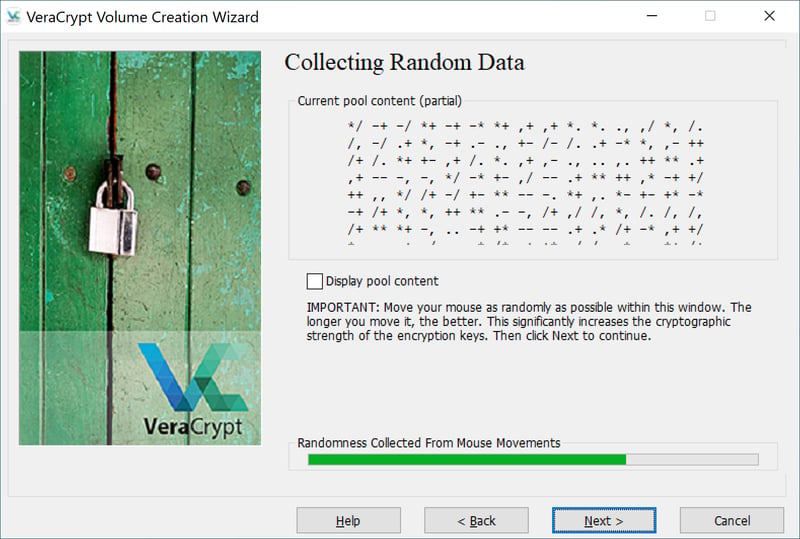 VeraCrypt Volume Creation Wizard
Collecting Random Data
Current pool content (partial)
*/ -+ -/ *+ -+ -* *+ ,+ ,+ *. *. ., ,/ *, /.
/, -/ .+ *, -+ .- ., +- /- /. .+ -* *, ,- ++
/+ /. *+ +- ,+ /. *. ,+ ,- ., .. ,. ++ ** .+
,+ -- -, -, */ -* +- ,/ -- .+ ** ++ ,* -+ +/
++ ,, */ /+ -/ +- ** -- -. *+ ,. *- +- +* -*
-+ /+ *, *, ++ ** .- -, /+ ,/ /, *, /. /, /,
/+ ** *+ -, .. -+ +* -- -- .+ .* /+ -* ,+ +/
Display pool content
IMPORTANT: Move your mouse as randomly as possible within this window. The
longer you move it, the better. This significantly increases the cryptographic
strength of the encryption keys. Then click Next to continue.
VeraCrypt
Randomness Collected From Mouse Movements
Help
< Back
Next >
Cancel